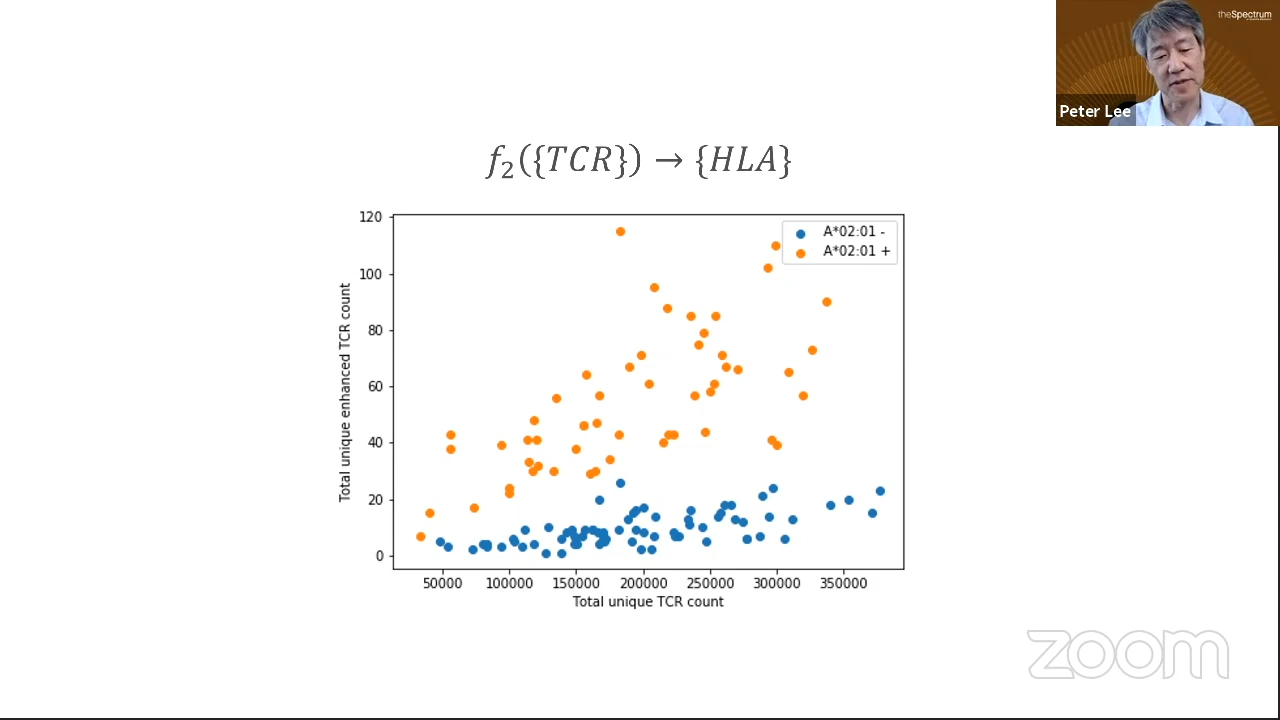 theSpectrum
Peter Lee
f₂({TCR}) → {HLA}
120
100
80
60
40
20
0
Total unique enhanced TCR count
A*02:01 -
A*02:01 +
50000 100000 150000 200000 250000 300000 350000
Total unique TCR count
zoom